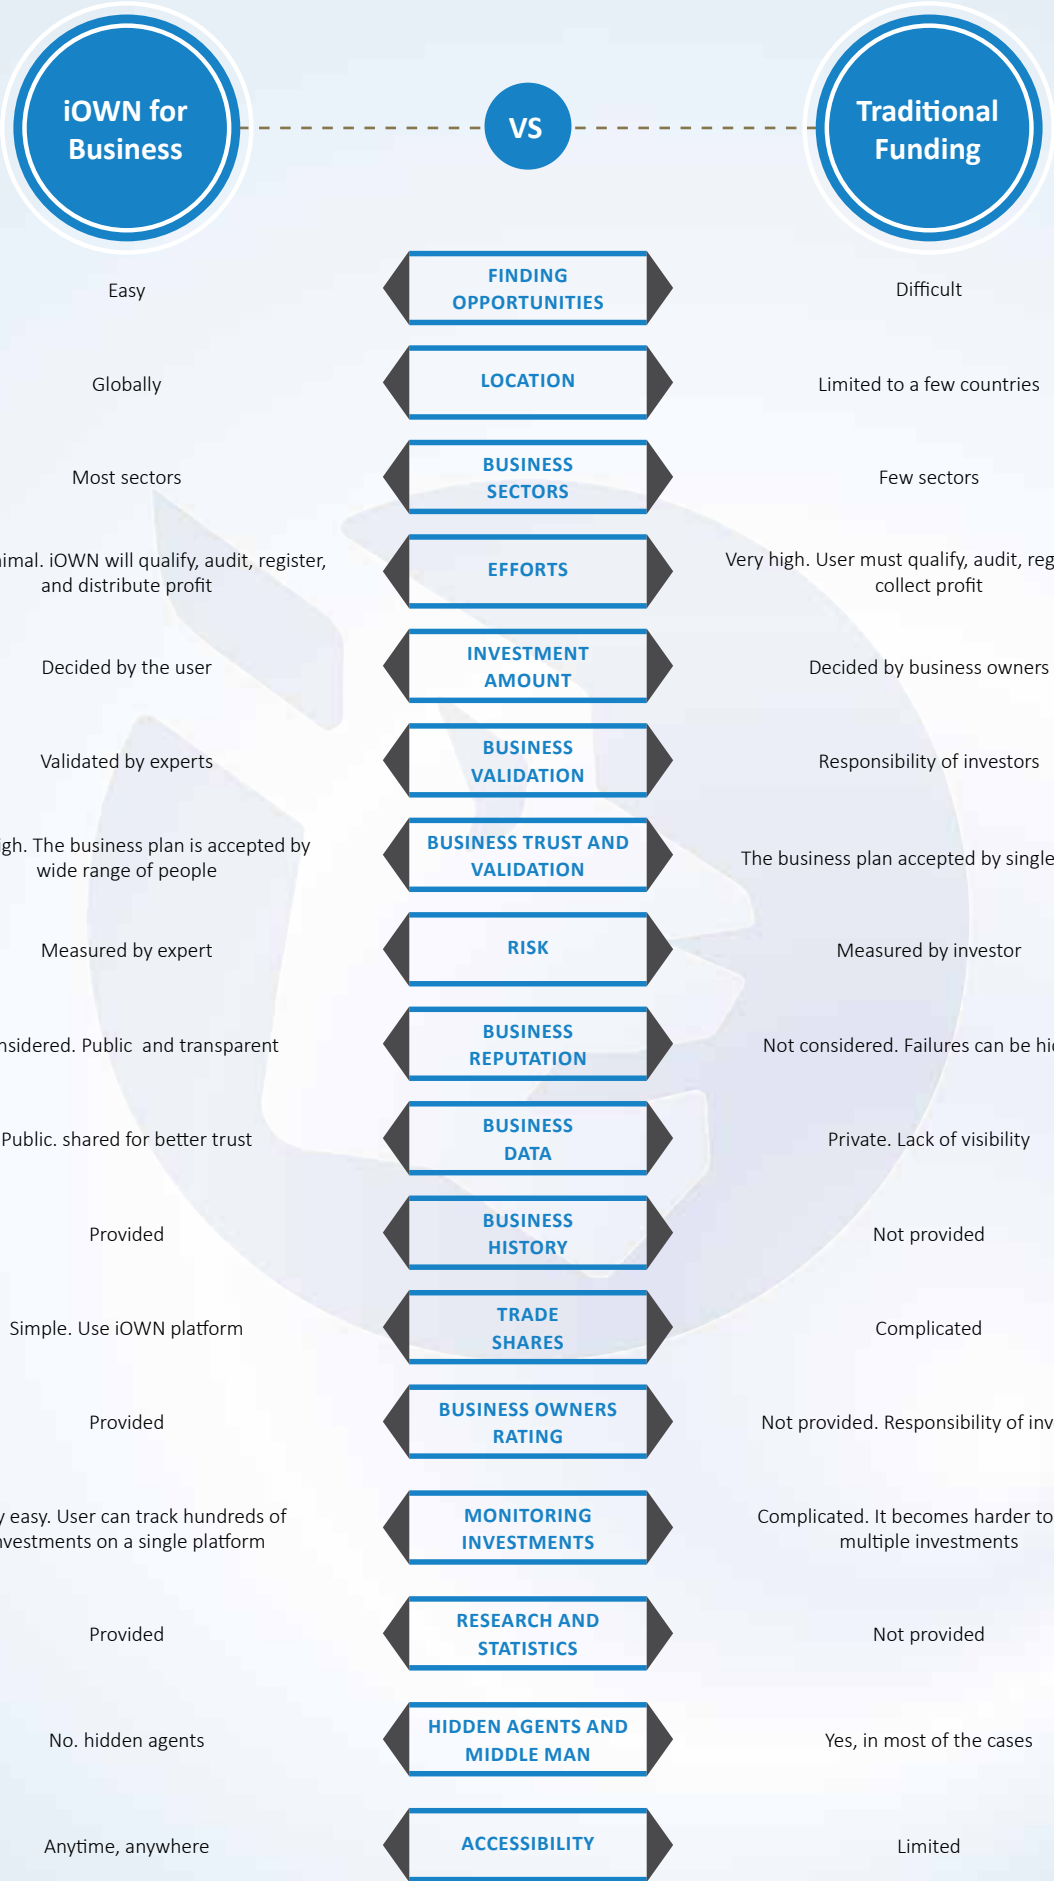 iOWN for
Business
VS
Traditional
Funding
Easy
FINDING
OPPORTUNITIES
Difficult
Globally
LOCATION
Limited to a few countries
Most sectors
BUSINESS
SECTORS
Few sectors
iOWN will qualify, audit, register,
and distribute profit
EFFORTS
Very high. User must qualify, audit,
collect profit
Decided by the user
INVESTMENT
AMOUNT
Decided by business owners
Validated by experts
BUSINESS
VALIDATION
Responsibility of investors
The business plan is accepted by
wide range of people
BUSINESS TRUST AND
VALIDATION
The business plan accepted by single
Measured by expert
RISK
Measured by investor
Public and transparent
BUSINESS
REPUTATION
Not considered. Failures can be
Public. shared for better trust
BUSINESS
DATA
Private. Lack of visibility
Provided
BUSINESS
HISTORY
Not provided
Simple. Use iOWN platform
TRADE
SHARES
Complicated
Provided
BUSINESS OWNERS
RATING
Not provided. Responsibility of
easy. User can track hundreds of
on a single platform
MONITORING
INVESTMENTS
Complicated. It becomes harder to
multiple investments
Provided
RESEARCH AND
STATISTICS
Not provided
No. hidden agents
HIDDEN AGENTS AND
MIDDLE MAN
Yes, in most of the cases
Anytime, anywhere
ACCESSIBILITY
Limited